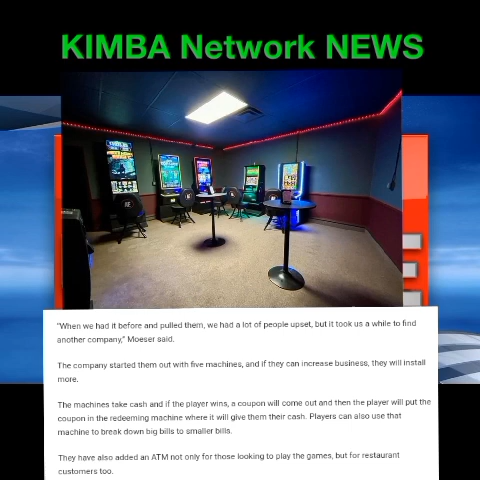 KIMBA Network NEWS
"When we had it before and pulled them, we had a lot of people upset, but it took us a while to find
another company," Moeser said.
The company started them out with five machines, and if they can increase business, they will install
more.
The machines take cash and if the player wins, a coupon will come out and then the player will put the
coupon in the redeeming machine where it will give them their cash. Players can also use that
machine to break down big bills to smaller bills.
They have also added an ATM not only for those looking to play the games, but for restaurant
customers too.